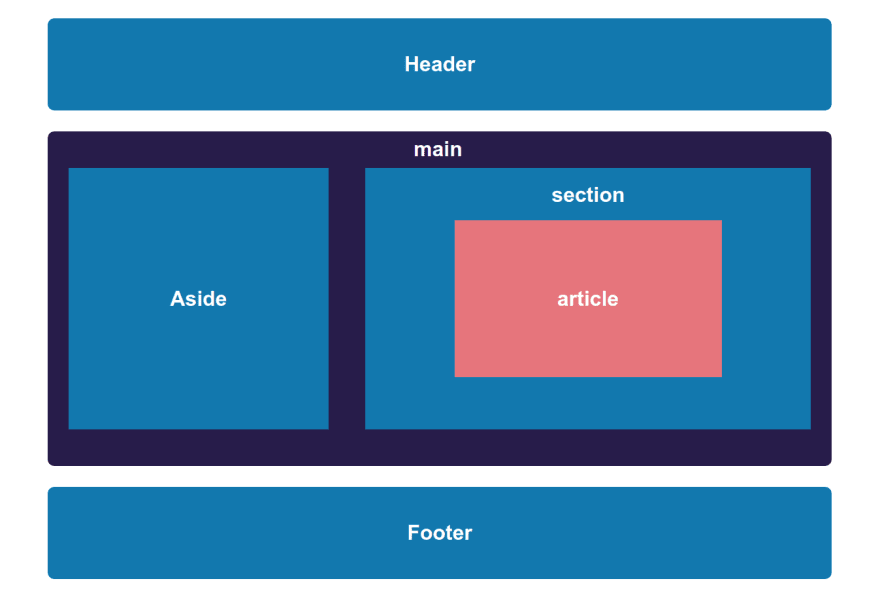 Header
main
section
Aside
article
Footer